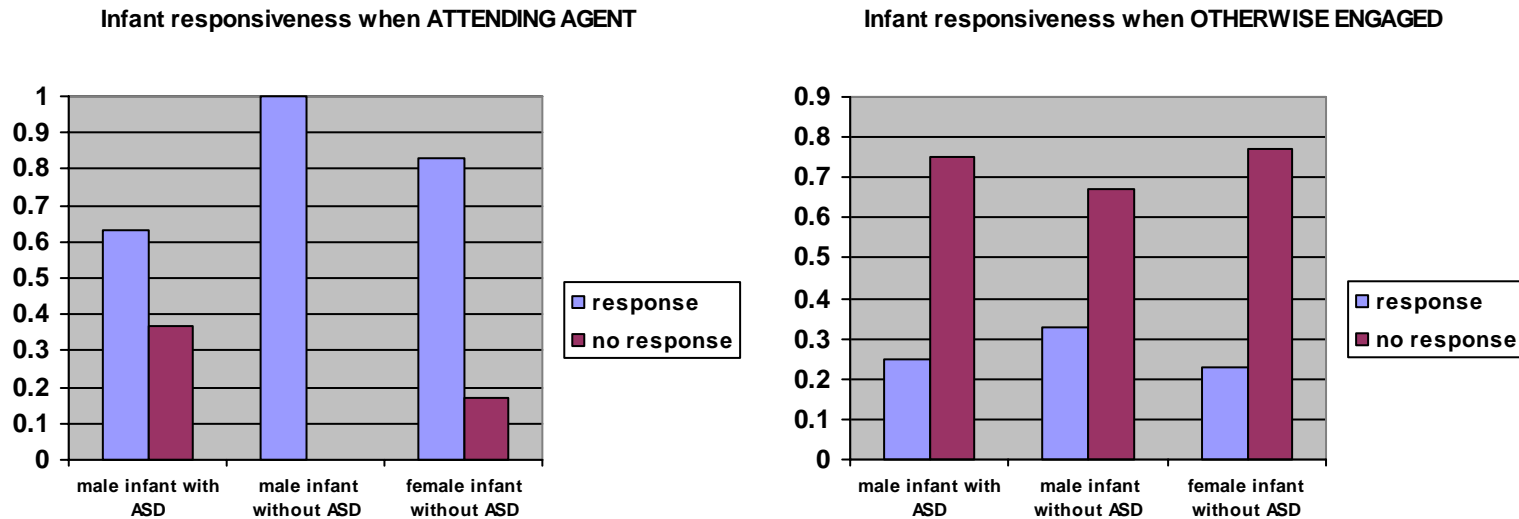 Infant responsiveness when ATTENDING AGENT
1
0.9
0.8
0.7
0.6
0.5
0.4
0.3
0.2
0.1
0
male infant with
ASD
male infant
without ASD
female infant
without ASD
response
no response
Infant responsiveness when OTHERWISE ENGAGED
0.9
0.8
0.7
0.6
0.5
0.4
0.3
0.2
0.1
0
male infant with
ASD
male infant
without ASD
female infant
without ASD
response
no response